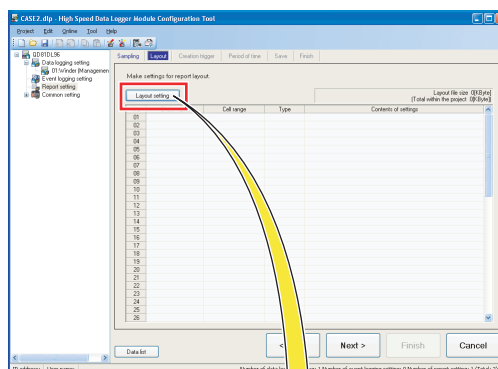 CASE2.dlp - High Speed Data Logger Module Configuration Tool
Project Edit Online Tool Help
QD81DL96
Data logging setting
01:Winder (Managemen
Event logging setting
Report setting
Common setting
Sampling Layout Creation trigger Period of time Save Finish
Make settings for report layout.
Layout setting
Layout file size 0[KByte]
(Total within the project 0[KByte])
Cell range Type Contents of settings
01
02
03
04
05
06
07
08
09
10
11
12
13
14
15
16
17
18
19
20
21
22
23
24
25
26
Data list
< Next > Finish Cancel